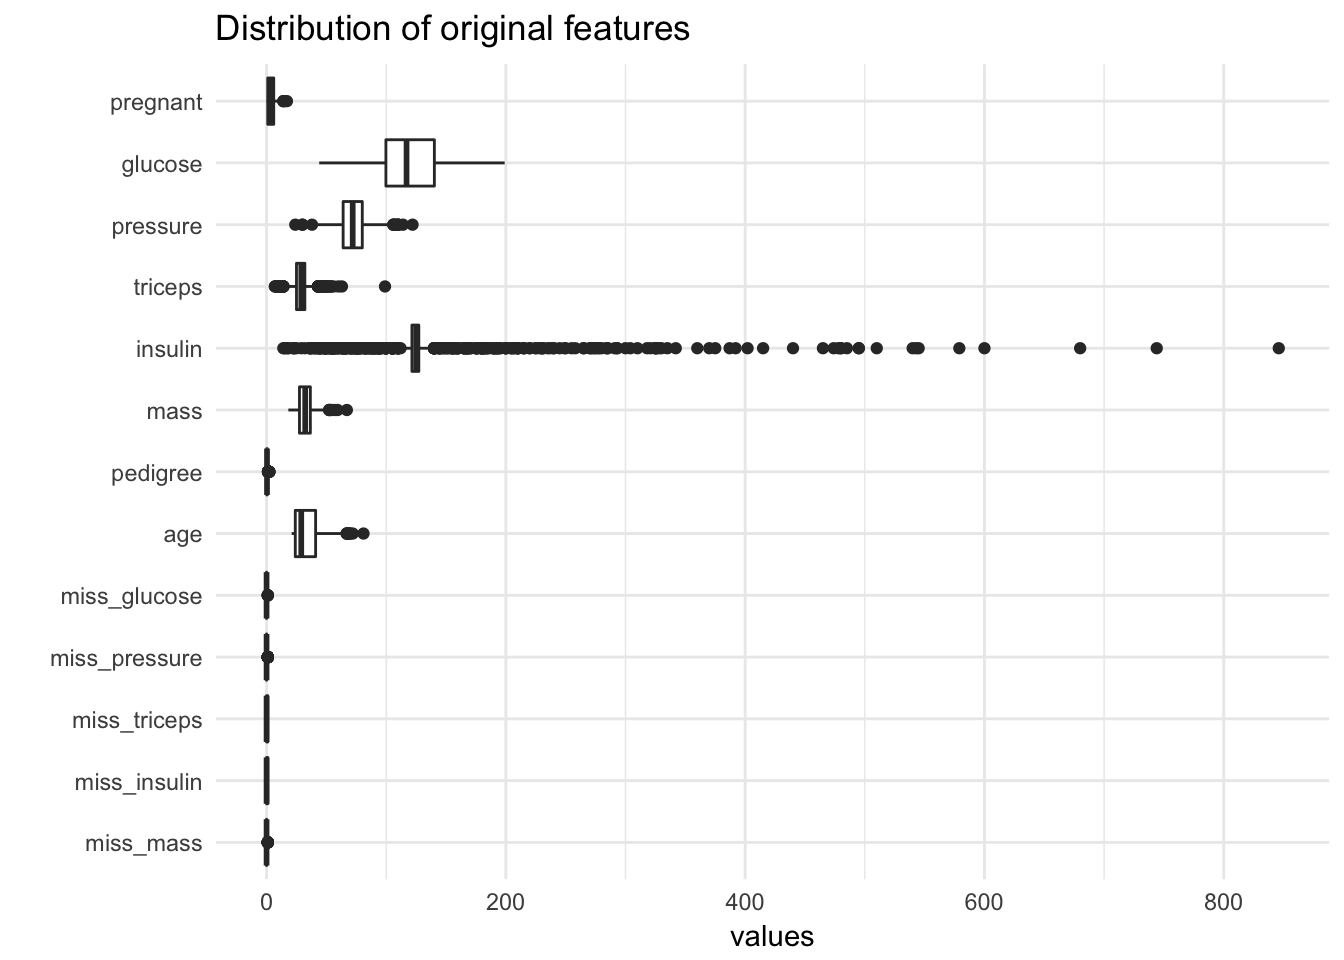 Distribution of original features
pregnant
glucose
pressure
triceps
insulin
mass
pedigree
age
miss_glucose
miss_pressure
miss_triceps
miss_insulin
miss_mass
0 200 400 600 800
values